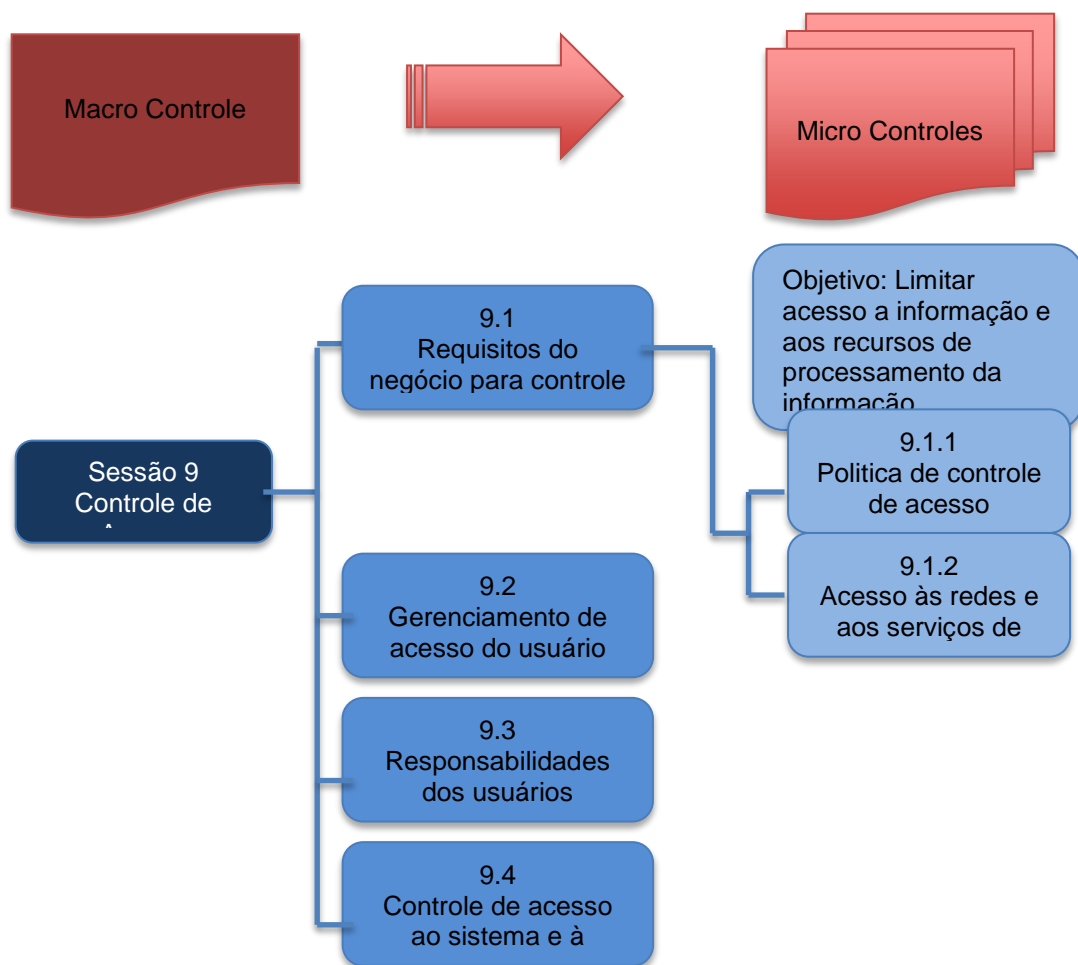 Macro Controle
Micro Controles
Objetivo: Limitar
acesso a informação e
aos recursos de
processamento da
informação
9.1
Requisitos do
negócio para controle
9.1.1
Politica de controle
de acesso
Sessão 9
Controle de
9.1.2
Acesso às redes e
aos serviços de
9.2
Gerenciamento de
acesso do usuário
9.3
Responsabilidades
dos usuários
9.4
Controle de acesso
ao sistema e à